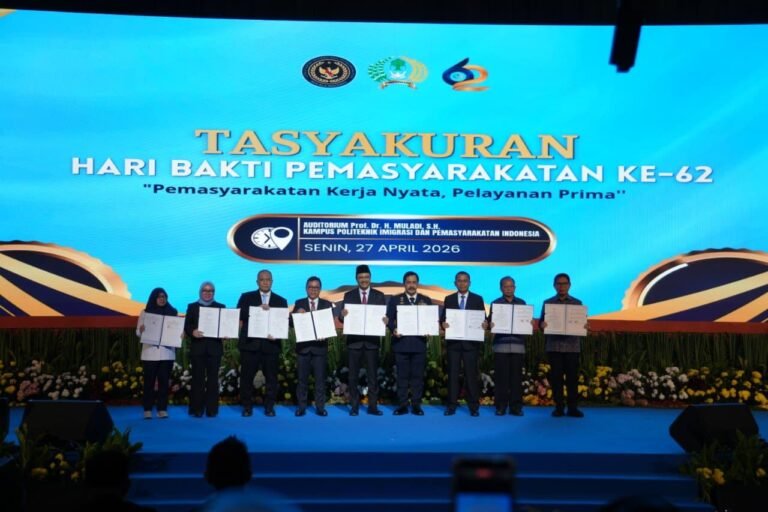 62
TASYAKURAN
HARI BAKTI PEMASYARAKATAN KE-62
"Pemasyarakatan Kerja Nyata, Pelayanan Prima"
AUDITORIUM Prof. Dr. H. MULADI, S.H.
KAMPUS POLITEKNIK IMIGRASI DAN PEMASYARAKATAN INDONESIA
SENIN, 27 APRIL 2026